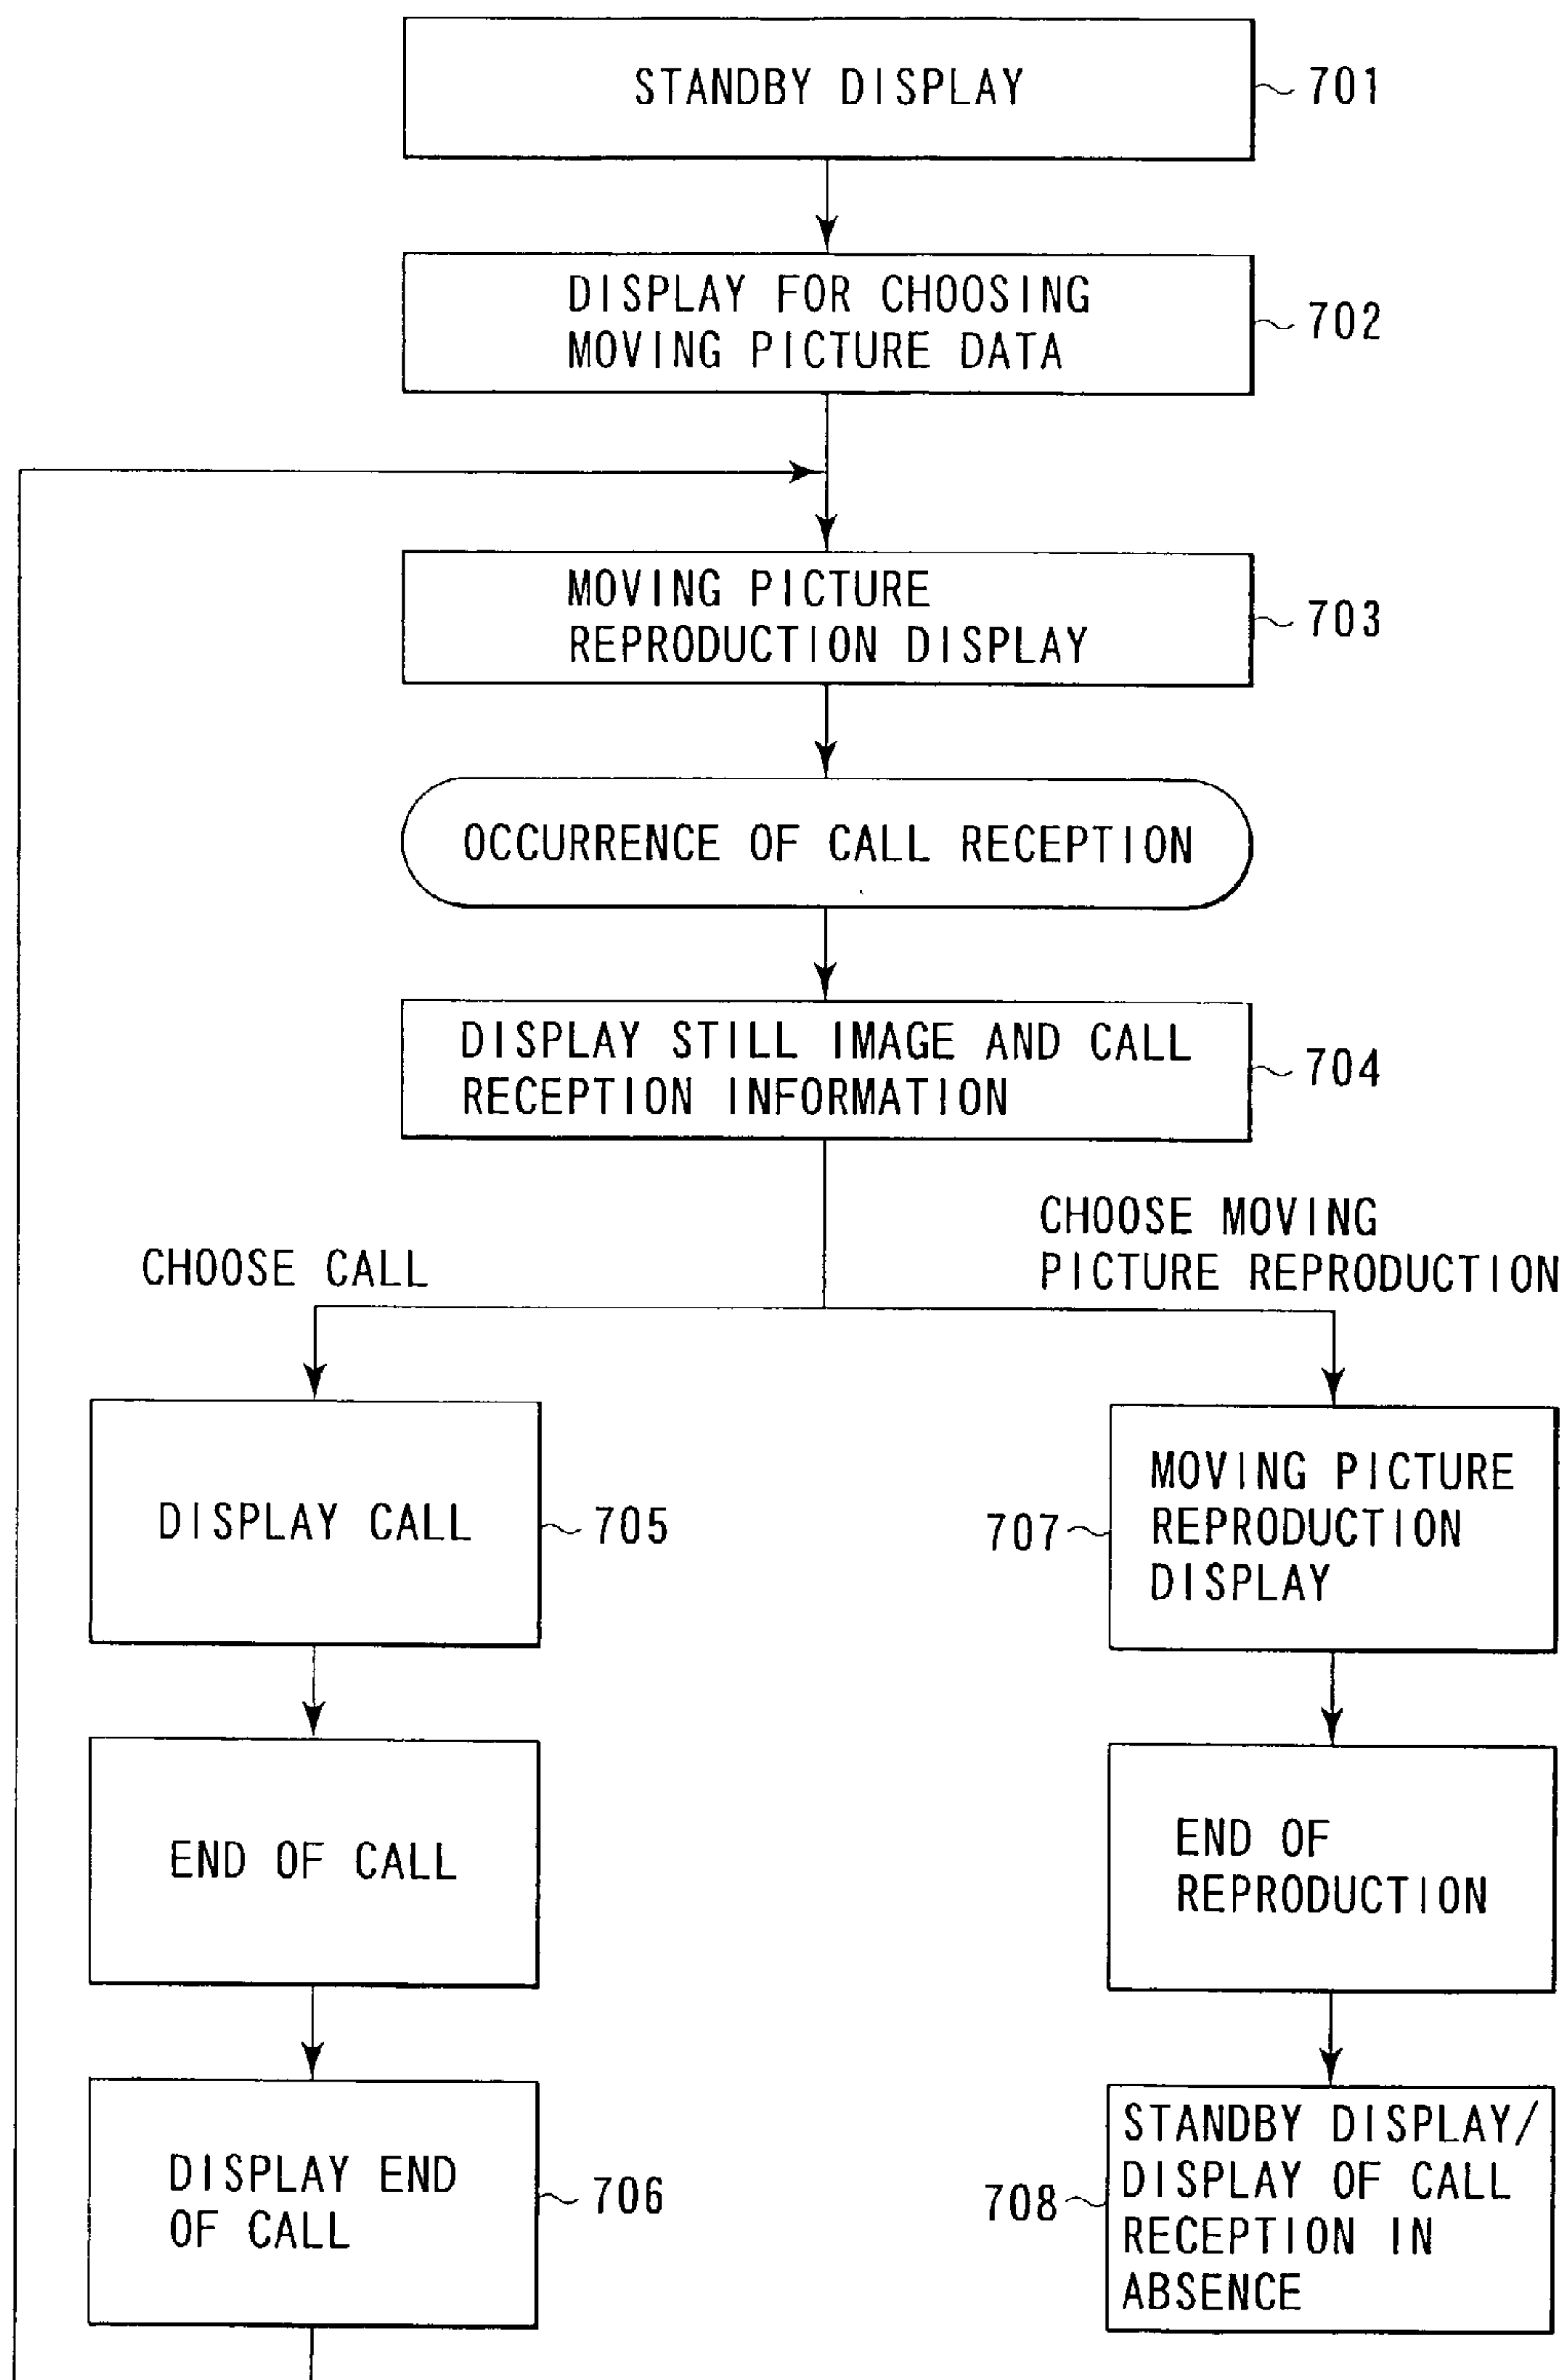 STANDBY DISPLAY
701
DISPLAY FOR CHOOSING
MOVING PICTURE DATA
702
MOVING PICTURE
REPRODUCTION DISPLAY
703
OCCURRENCE OF CALL RECEPTION
DISPLAY STILL IMAGE AND CALL
RECEPTION INFORMATION
704
CHOOSE CALL
CHOOSE MOVING
PICTURE REPRODUCTION
DISPLAY CALL
705
707
MOVING PICTURE
REPRODUCTION
DISPLAY
END OF CALL
END OF
REPRODUCTION
DISPLAY END
OF CALL
706
708
STANDBY DISPLAY/
DISPLAY OF CALL
RECEPTION IN
ABSENCE